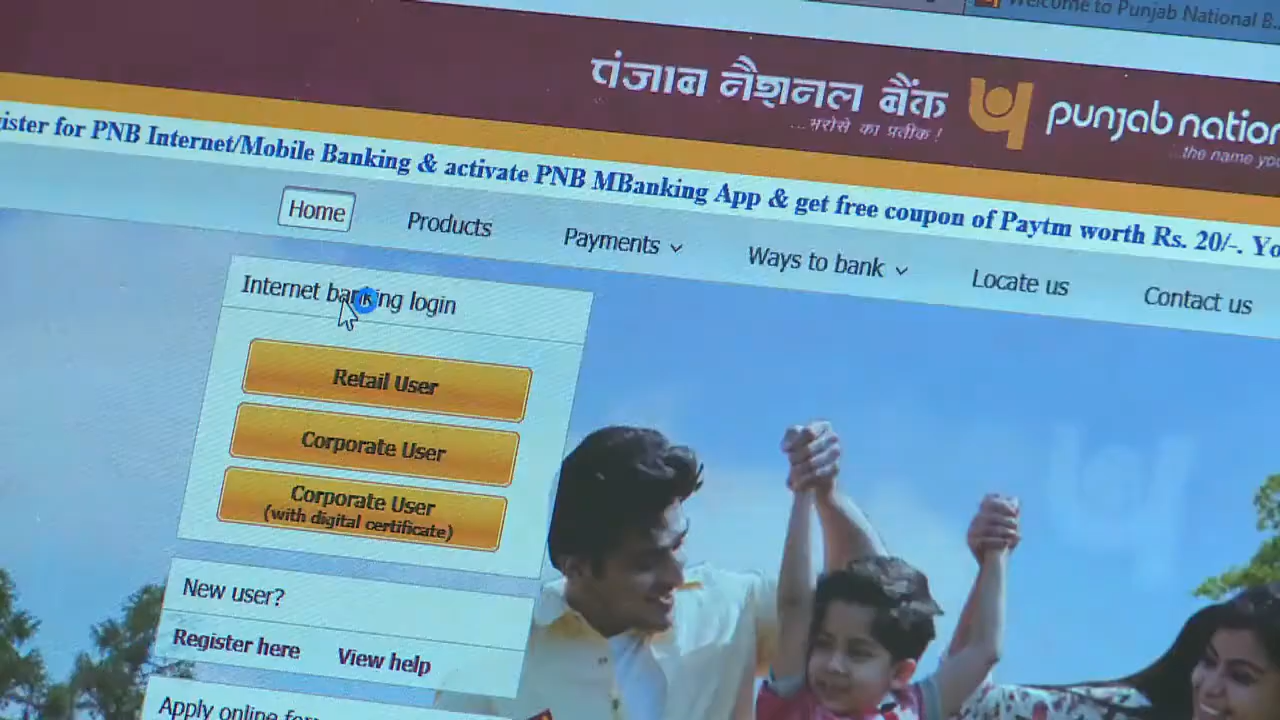 Welcome to Punjab National B...
पंजाब नैशनल बैंक
...भरोसे का प्रतीक!
punjab nation
...the name you
ister for PNB Internet/Mobile Banking & activate PNB MBanking App & get free coupon of Paytm worth Rs. 20/-. Yo
Home Products Payments Ways to bank Locate us Contact us
Internet banking login
Retail User
Corporate User
Corporate User
(with digital certificate)
New user?
Register here View help
Apply online for